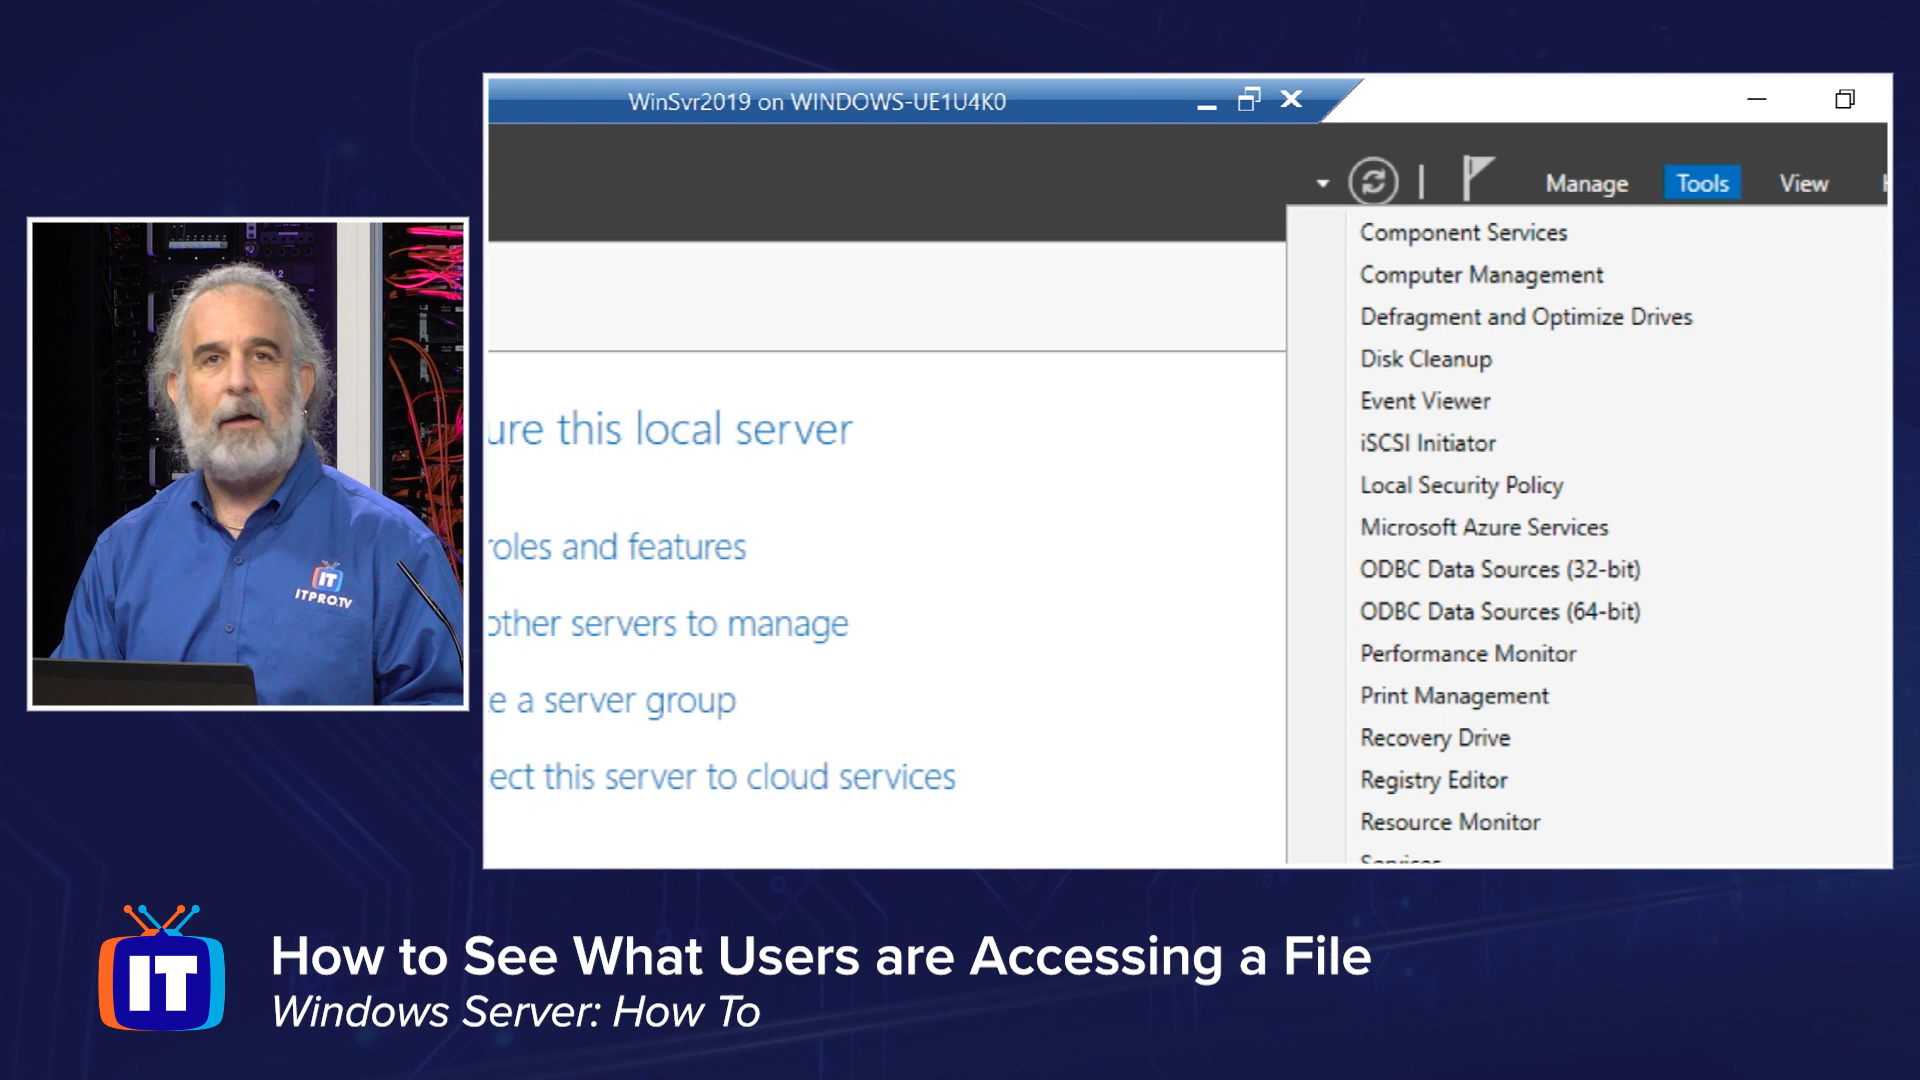 WinSvr2019 on WINDOWS-UE1U4K0
Manage Tools View
Component Services
Computer Management
Defragment and Optimize Drives
Disk Cleanup
Event Viewer
iSCSI Initiator
Local Security Policy
Microsoft Azure Services
ODBC Data Sources (32-bit)
ODBC Data Sources (64-bit)
Performance Monitor
Print Management
Recovery Drive
Registry Editor
Resource Monitor
Services
ure this local server
roles and features
other servers to manage
e a server group
ect this server to cloud services
IT
ITPRO.TV
IT
How to See What Users are Accessing a File
Windows Server: How To